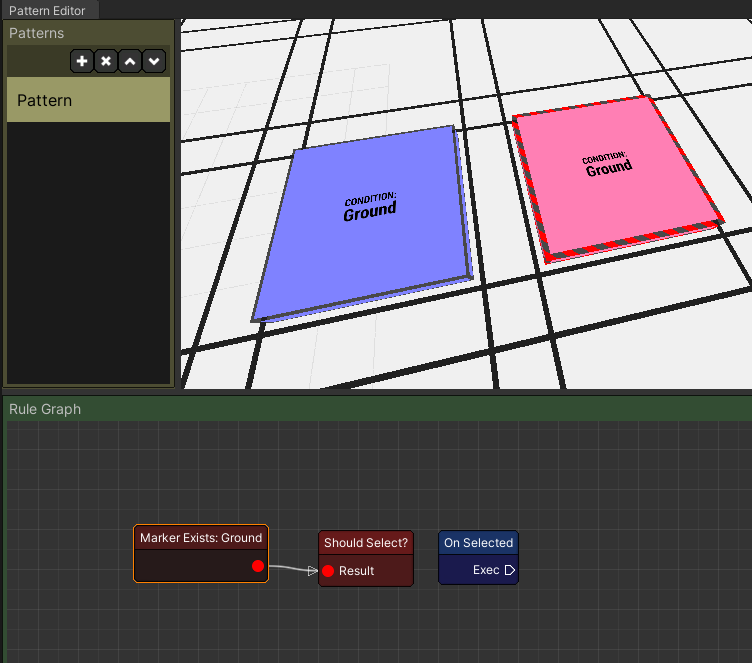 Pattern Editor
Patterns
Pattern
CONDITION:
Ground
CONDITION:
Ground
Rule Graph
Marker Exists: Ground
Should Select?
Result
On Selected
Exec